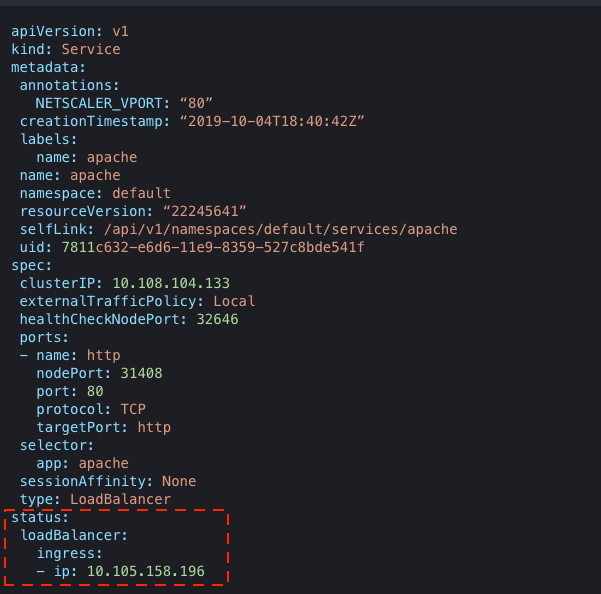 apiVersion: v1
kind: Service
metadata:
 annotations:
   NETSCALER_VPORT: “80”
 creationTimestamp: “2019-10-04T18:40:42Z”
 labels:
   name: apache
 name: apache
 namespace: default
 resourceVersion: “22245641”
 selfLink: /api/v1/namespaces/default/services/apache
 uid: 7811c632-e6d6-11e9-8359-527c8bde541f
spec:
 clusterIP: 10.108.104.133
 externalTrafficPolicy: Local
 healthCheckNodePort: 32646
 ports:
 - name: http
   nodePort: 31408
   port: 80
   protocol: TCP
   targetPort: http
 selector:
   app: apache
 sessionAffinity: None
 type: LoadBalancer
status:
 loadBalancer:
   ingress:
   - ip: 10.105.158.196